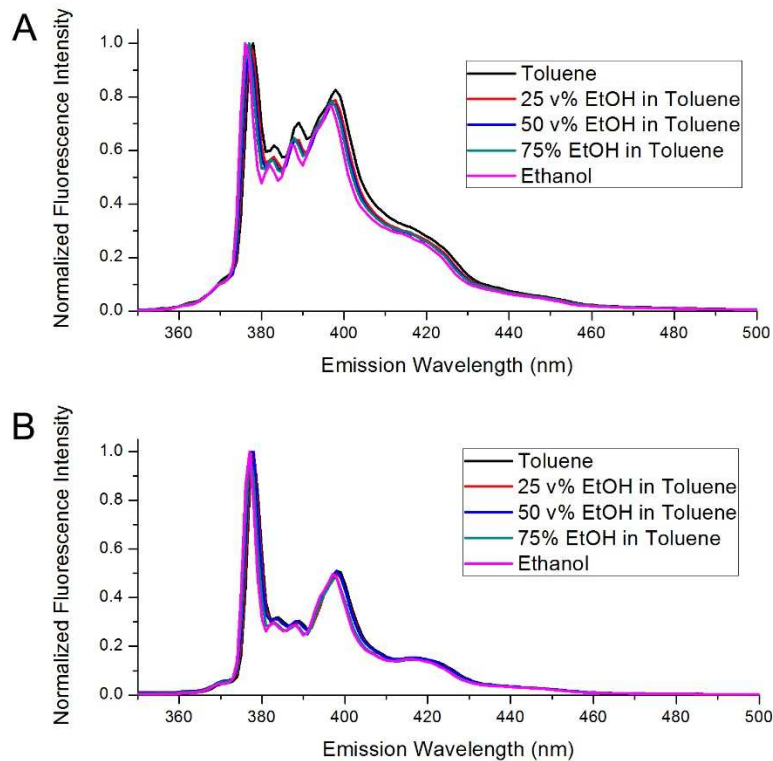 A
Normalized Fluorescence Intensity
1.0
0.8
0.6
0.4
0.2
0.0
Toluene
25 v% EtOH in Toluene
50 v% EtOH in Toluene
75% EtOH in Toluene
Ethanol
360 380 400 420 440 460 480 500
Emission Wavelength (nm)
B
Normalized Fluorescence Intensity
1.0
0.8
0.6
0.4
0.2
0.0
Toluene
25 v% EtOH in Toluene
50 v% EtOH in Toluene
75% EtOH in Toluene
Ethanol
360 380 400 420 440 460 480 500
Emission Wavelength (nm)